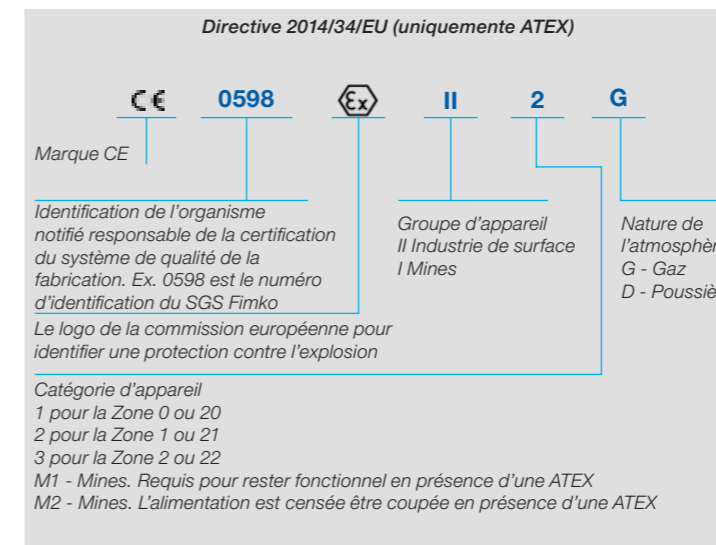 Directive 2014/34/EU (uniquemente ATEX)
CE 0598 Ex II 2 G
Marque CE
Identification de l'organisme
notifié responsable de la certification
du système de qualité de la
fabrication. Ex. 0598 est le numéro
d'identification du SGS Fimko
Groupe d'appareil
II Industrie de surface
I Mines
Nature de
G - Gaz
D -
Le logo de la commission européenne pour
identifier une protection contre l'explosion
Catégorie d'appareil
1 pour la Zone 0 ou 20
2 pour la Zone 1 ou 21
3 pour la Zone 2 ou 22
M1 - Mines. Requis pour rester fonctionnel en présence d'une ATEX
M2 - Mines. L'alimentation est censée être coupée en présence d'une ATEX